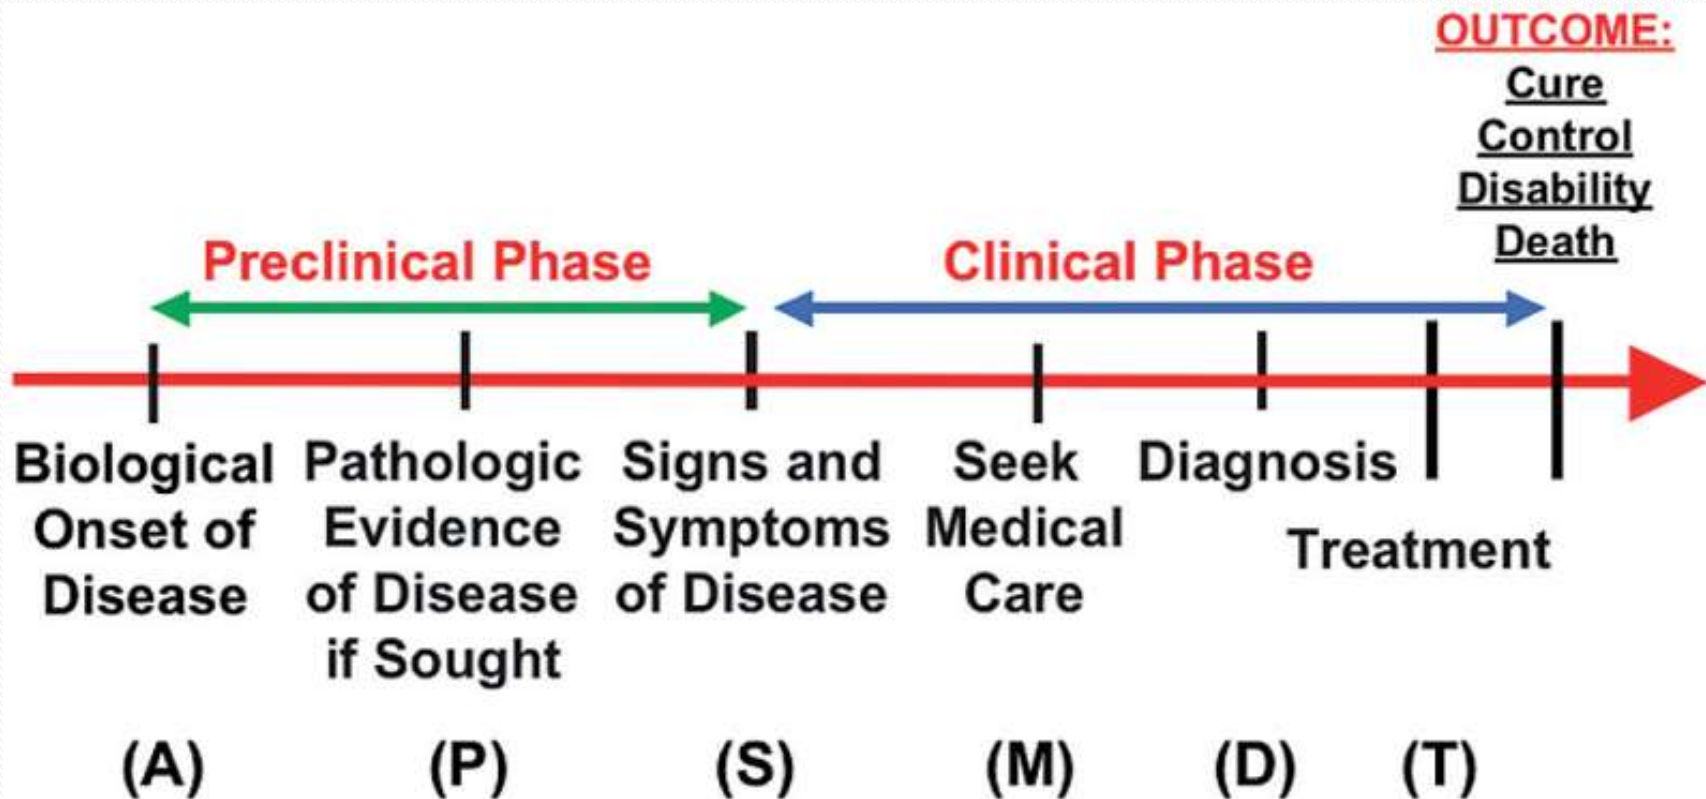 OUTCOME:
Cure
Control
Disability
Death
Preclinical Phase
Clinical Phase
Biological
Onset of
Disease
Pathologic
Evidence
of Disease
if Sought
Signs and
Symptoms
of Disease
Seek
Medical
Care
Diagnosis
Treatment
(A)
(P)
(S)
(M)
(D)
(T)